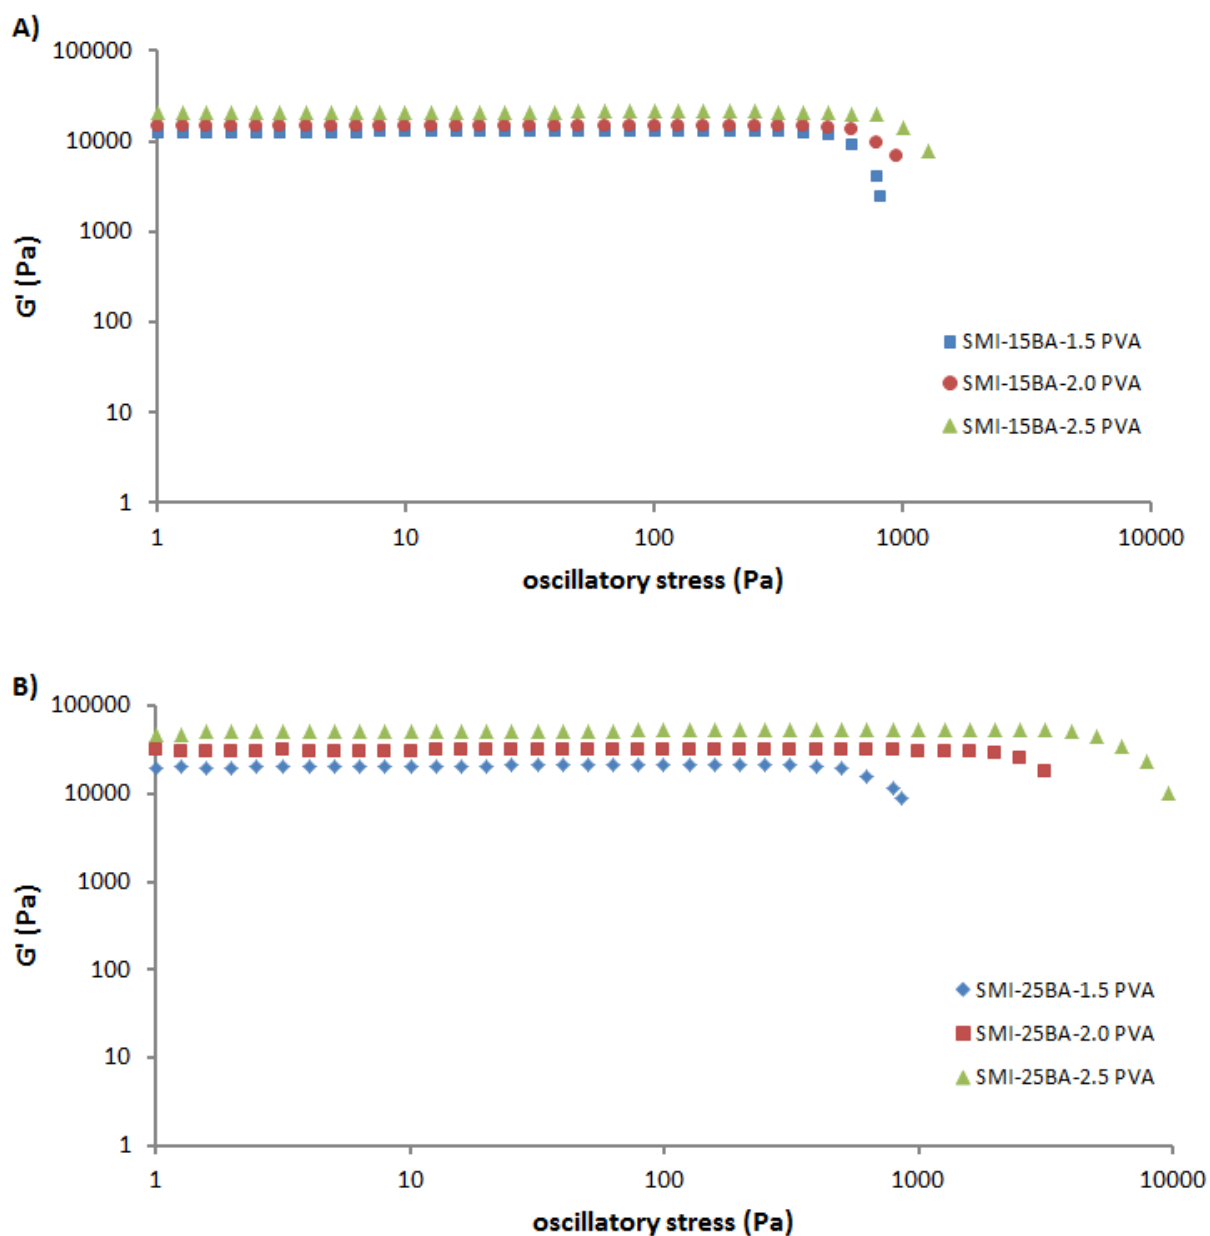 A)
100000
10000
1000
100
10
1
G' (Pa)
1 10 100 1000 10000
oscillatory stress (Pa)
SMI-15BA-1.5 PVA
SMI-15BA-2.0 PVA
SMI-15BA-2.5 PVA
B)
100000
10000
1000
100
10
1
G' (Pa)
1 10 100 1000 10000
oscillatory stress (Pa)
SMI-25BA-1.5 PVA
SMI-25BA-2.0 PVA
SMI-25BA-2.5 PVA